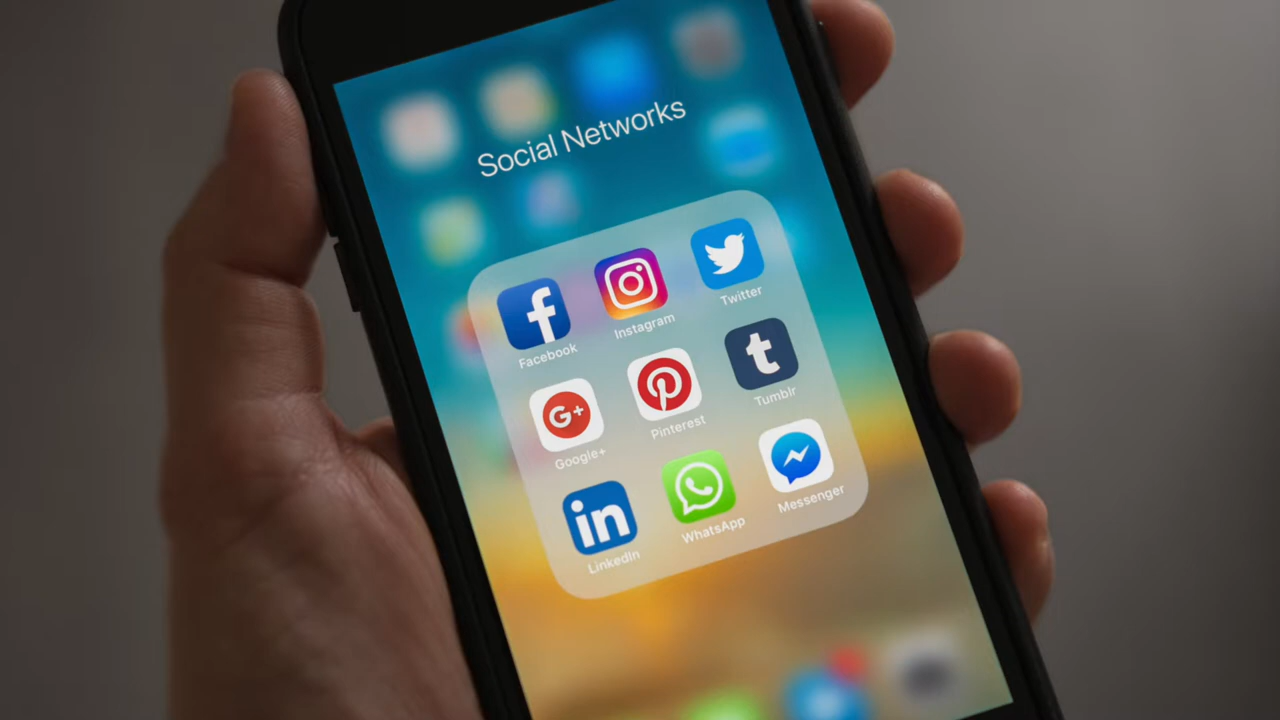 Social Networks
Facebook
Instagram
Twitter
Google+
Pinterest
Tumblr
LinkedIn
WhatsApp
Messenger